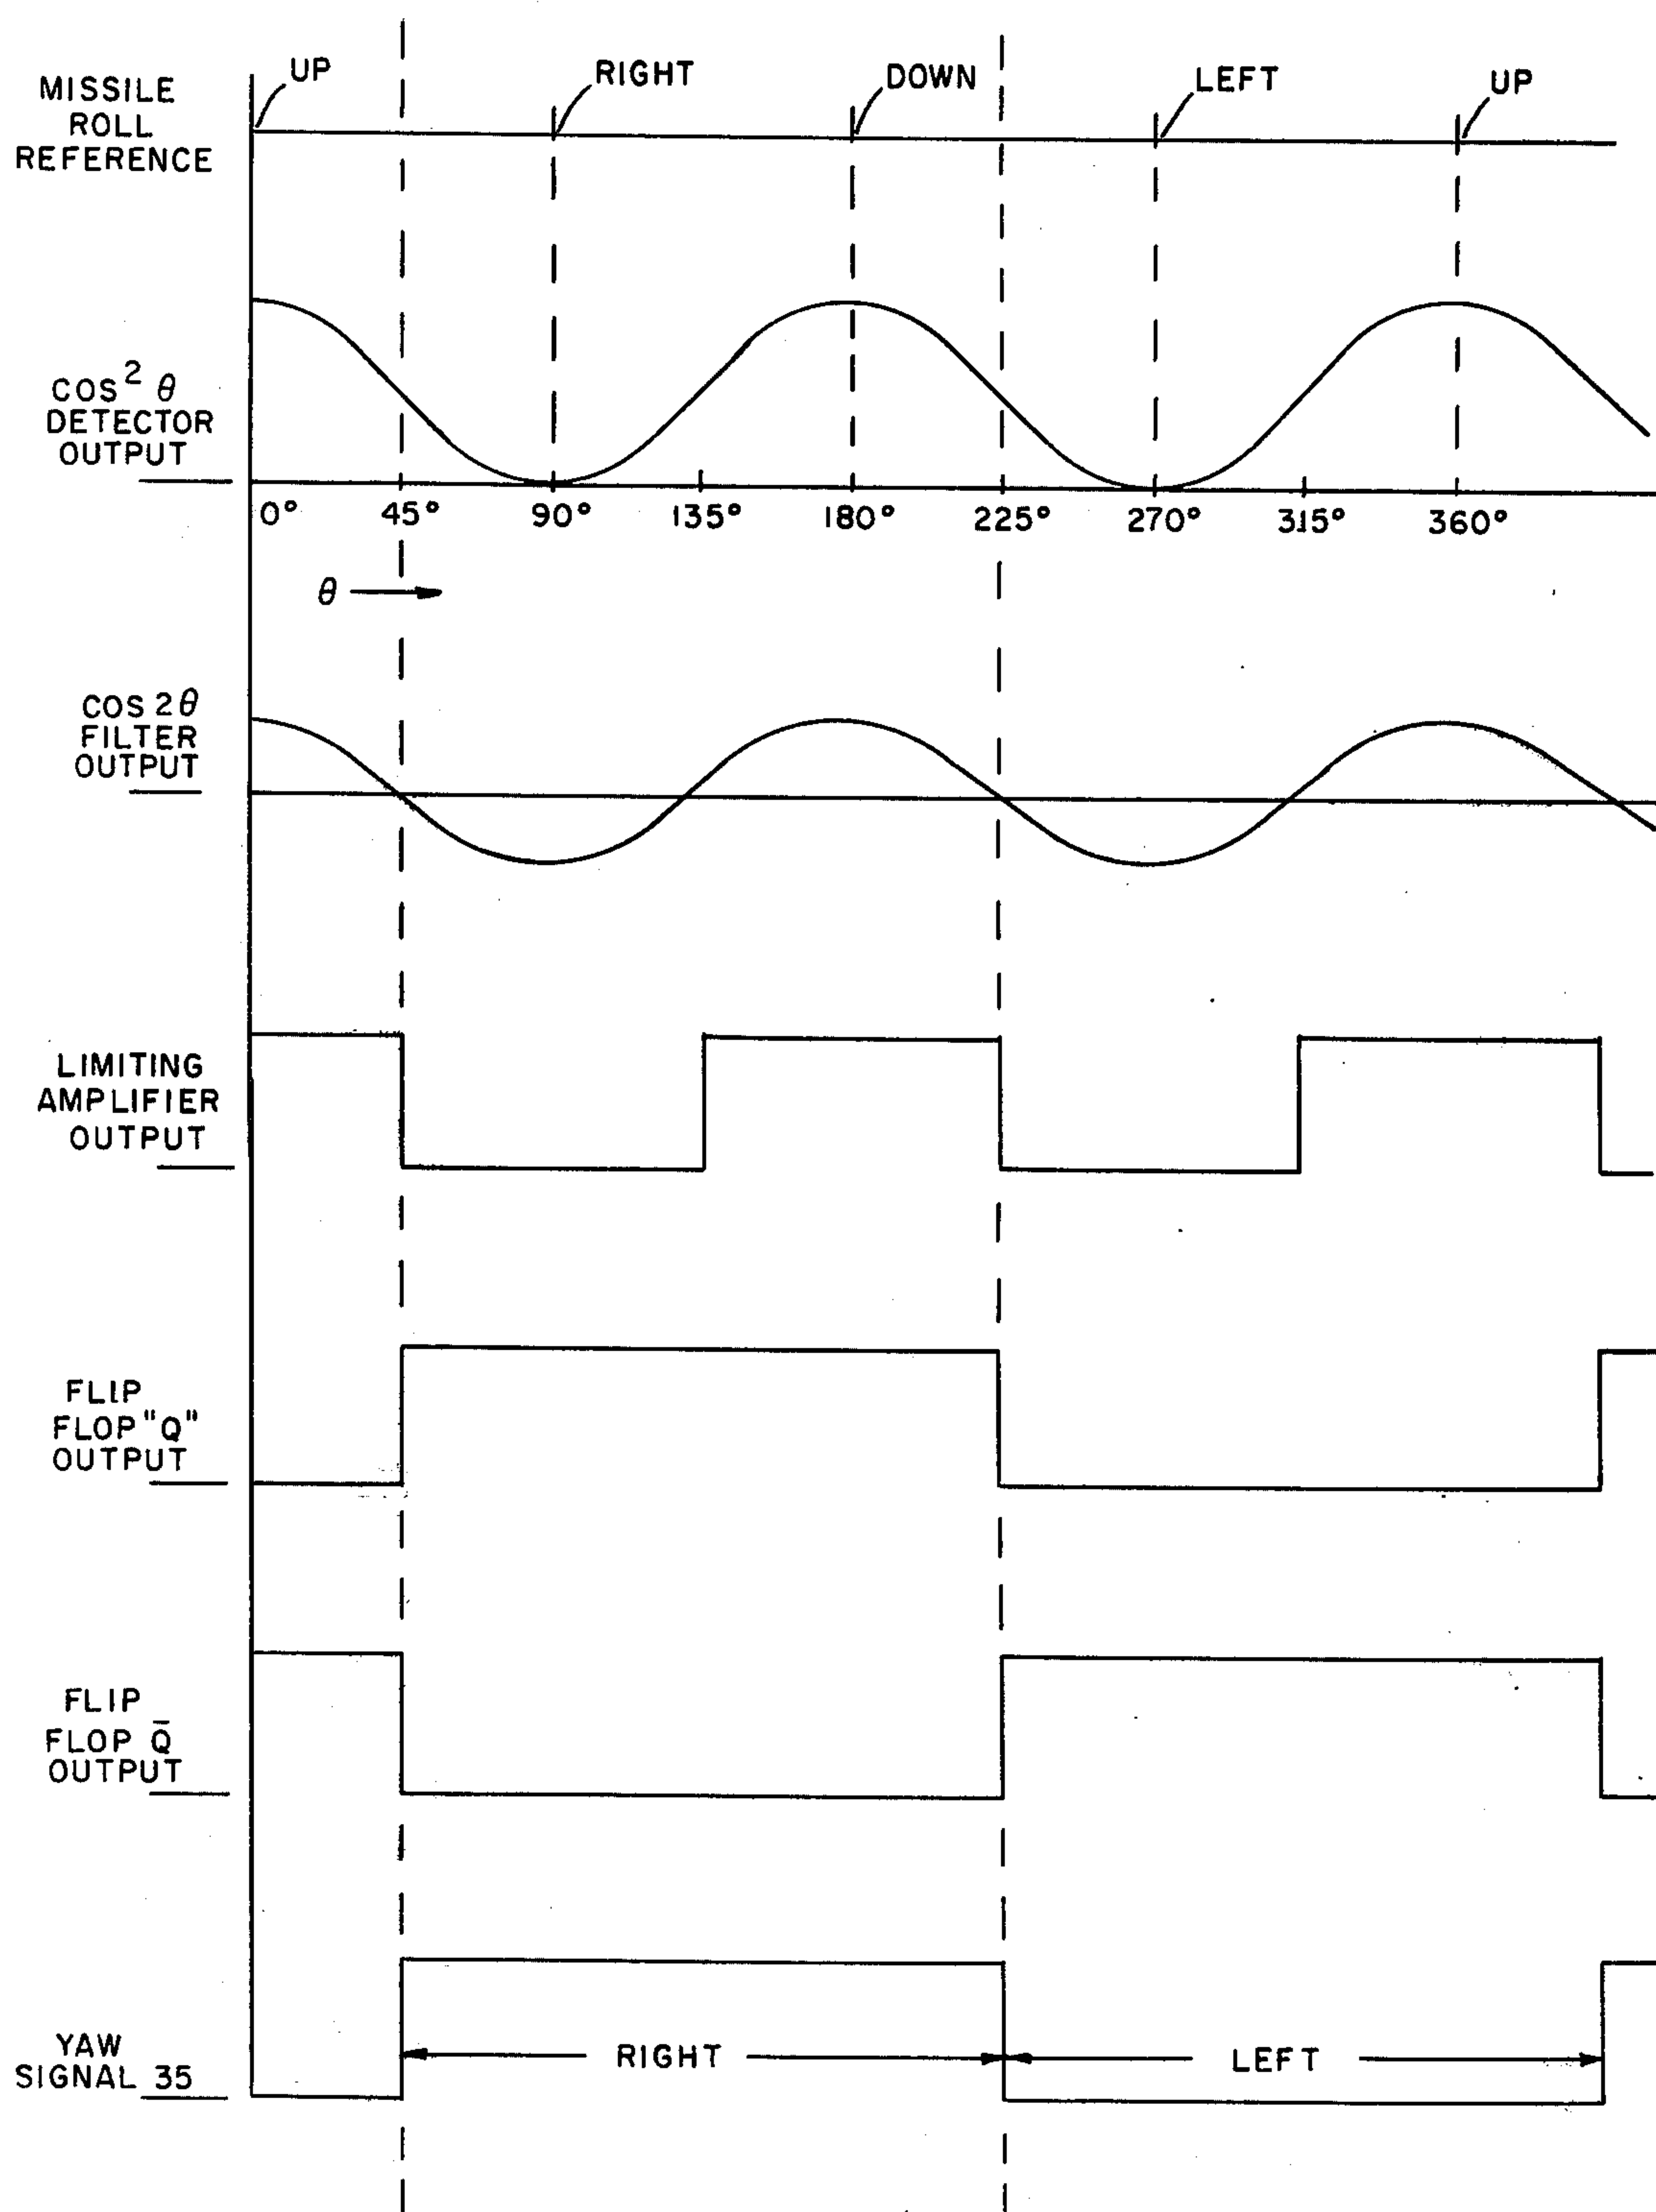 UP
RIGHT
DOWN
LEFT
UP
MISSILE
ROLL
REFERENCE
COS² θ
DETECTOR
OUTPUT
0° 45° 90° 135° 180° 225° 270° 315° 360°
θ
COS 2θ
FILTER
OUTPUT
LIMITING
AMPLIFIER
OUTPUT
FLIP
FLOP "Q"
OUTPUT
FLIP
FLOP Q̄
OUTPUT
YAW
SIGNAL 35
RIGHT
LEFT